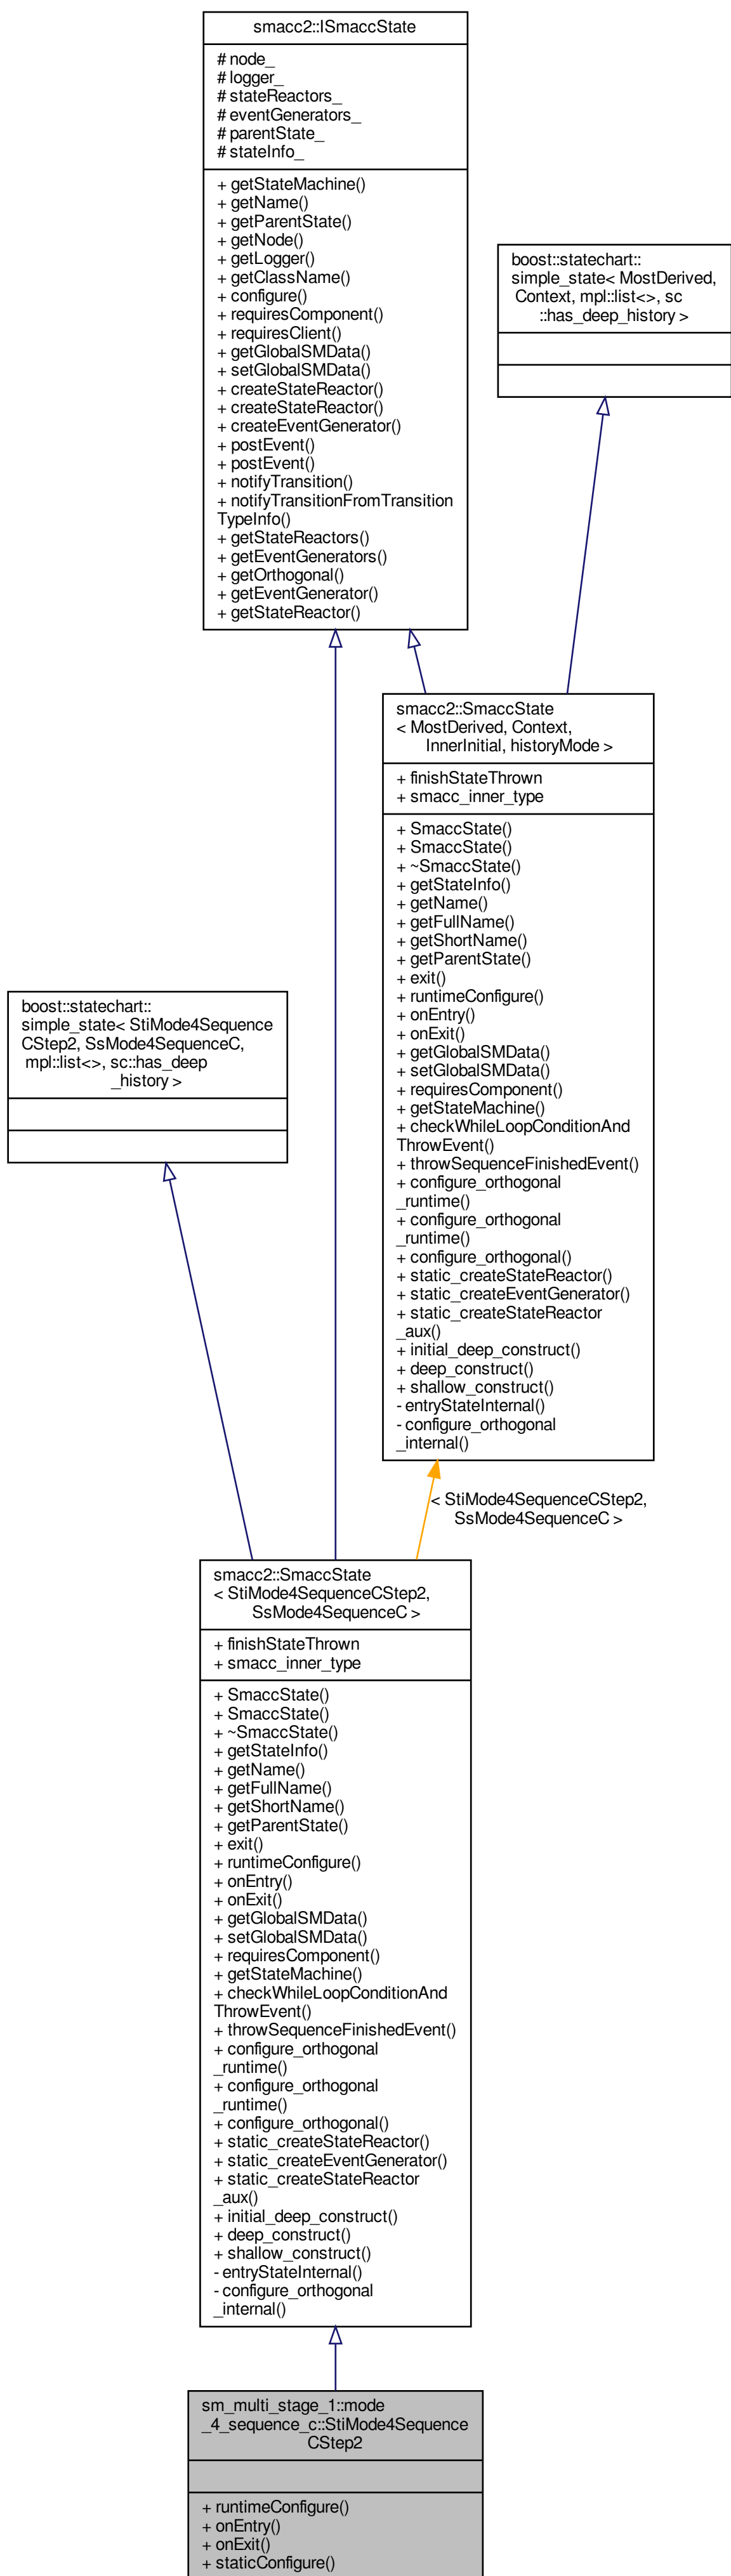 smacc2::ISmaccState
# node_
# logger_
# stateReactors_
# eventGenerators_
# parentState_
# stateInfo_
+ getStateMachine()
+ getName()
+ getParentState()
+ getNode()
+ getLogger()
+ getClassName()
+ configure()
+ requiresComponent()
+ requiresClient()
+ getGlobalSMData()
+ setGlobalSMData()
+ createStateReactor()
+ createStateReactor()
+ createEventGenerator()
+ postEvent()
+ postEvent()
+ notifyTransition()
+ notifyTransitionFromTransition
TypeInfo()
+ getStateReactors()
+ getEventGenerators()
+ getOrthogonal()
+ getEventGenerator()
+ getStateReactor()
boost::statechart::
simple_state< MostDerived,
Context, mpl::list<>, sc
::has_deep_history >
smacc2::SmaccState
< MostDerived, Context,
InnerInitial, historyMode >
+ finishStateThrown
+ smacc_inner_type
+ SmaccState()
+ SmaccState()
+ ~SmaccState()
+ getStateInfo()
+ getName()
+ getFullName()
+ getShortName()
+ getParentState()
+ exit()
+ runtimeConfigure()
+ onEntry()
+ onExit()
+ getGlobalSMData()
+ setGlobalSMData()
+ requiresComponent()
+ getStateMachine()
+ checkWhileLoopConditionAnd
ThrowEvent()
+ throwSequenceFinishedEvent()
+ configure_orthogonal
_runtime()
+ configure_orthogonal
_runtime()
+ configure_orthogonal()
+ static_createStateReactor()
+ static_createEventGenerator()
+ static_createStateReactor
_aux()
+ initial_deep_construct()
+ deep_construct()
+ shallow_construct()
- entryStateInternal()
- configure_orthogonal
_internal()
boost::statechart::
simple_state< StiMode4Sequence
CStep2, SsMode4SequenceC,
mpl::list<>, sc::has_deep
_history >
< StiMode4SequenceCStep2,
SsMode4SequenceC >
smacc2::SmaccState
< StiMode4SequenceCStep2,
SsMode4SequenceC >
+ finishStateThrown
+ smacc_inner_type
+ SmaccState()
+ SmaccState()
+ ~SmaccState()
+ getStateInfo()
+ getName()
+ getFullName()
+ getShortName()
+ getParentState()
+ exit()
+ runtimeConfigure()
+ onEntry()
+ onExit()
+ getGlobalSMData()
+ setGlobalSMData()
+ requiresComponent()
+ getStateMachine()
+ checkWhileLoopConditionAnd
ThrowEvent()
+ throwSequenceFinishedEvent()
+ configure_orthogonal
_runtime()
+ configure_orthogonal
_runtime()
+ configure_orthogonal()
+ static_createStateReactor()
+ static_createEventGenerator()
+ static_createStateReactor
_aux()
+ initial_deep_construct()
+ deep_construct()
+ shallow_construct()
- entryStateInternal()
- configure_orthogonal
_internal()
sm_multi_stage_1::mode
_4_sequence_c::StiMode4Sequence
CStep2
+ runtimeConfigure()
+ onEntry()
+ onExit()
+ staticConfigure()